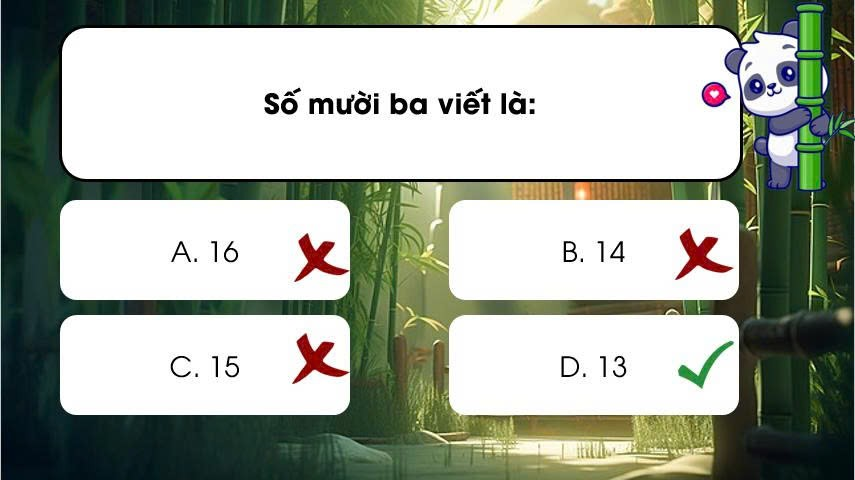 Số mười ba viết là:
A. 16
B. 14
C. 15
D. 13